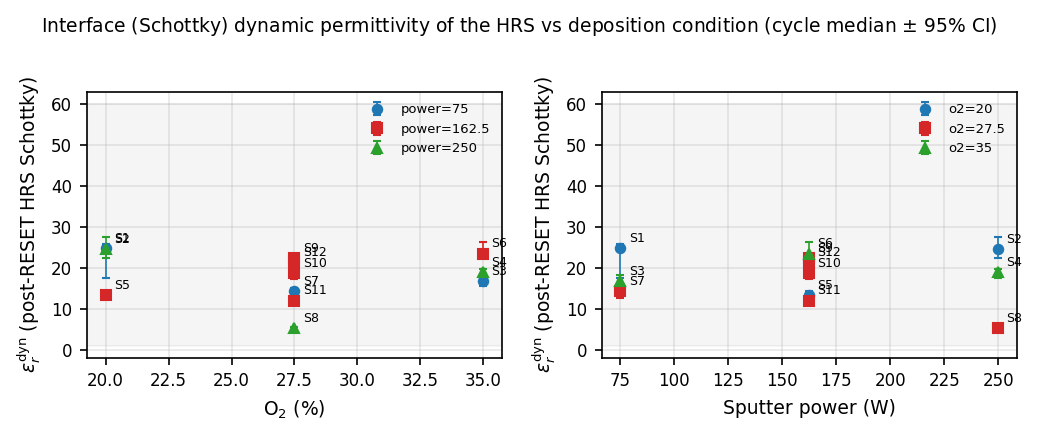 Interface (Schottky) dynamic permittivity of the HRS vs deposition condition (cycle median ± 95% CI)
ε_r^dyn (post-RESET HRS Schottky)
60
50
40
30
20
10
0
power=75
power=162.5
power=250
S1
S2
S5
S9
S12
S10
S7
S11
S8
S6
S4
S3
20.0
22.5
25.0
27.5
30.0
32.5
35.0
O₂ (%)
ε_r^dyn (post-RESET HRS Schottky)
60
50
40
30
20
10
0
o2=20
o2=27.5
o2=35
S1
S3
S7
S6
S9
S12
S10
S5
S11
S2
S4
S8
75
100
125
150
175
200
225
250
Sputter power (W)